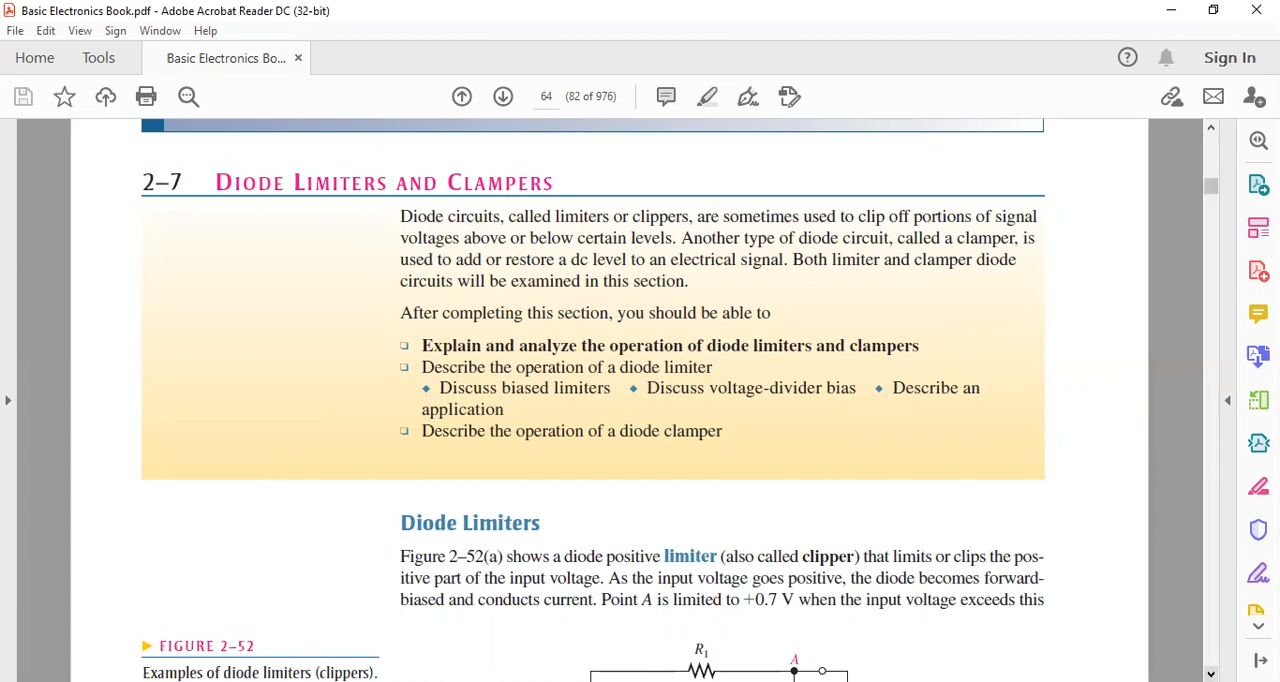 Basic Electronics Book.pdf - Adobe Acrobat Reader DC (32-bit)
File Edit View Sign Window Help
Home Tools Basic Electronics Bo... × Sign In
64 (82 of 976)
2–7 DIODE LIMITERS AND CLAMPERS
Diode circuits, called limiters or clippers, are sometimes used to clip off portions of signal
voltages above or below certain levels. Another type of diode circuit, called a clamper, is
used to add or restore a dc level to an electrical signal. Both limiter and clamper diode
circuits will be examined in this section.
After completing this section, you should be able to
❑ Explain and analyze the operation of diode limiters and clampers
❑ Describe the operation of a diode limiter
◆ Discuss biased limiters ◆ Discuss voltage-divider bias ◆ Describe an
application
❑ Describe the operation of a diode clamper
Diode Limiters
Figure 2–52(a) shows a diode positive limiter (also called clipper) that limits or clips the pos-
itive part of the input voltage. As the input voltage goes positive, the diode becomes forward-
biased and conducts current. Point A is limited to +0.7 V when the input voltage exceeds this
▶ FIGURE 2–52
Examples of diode limiters (clippers).
R1
A